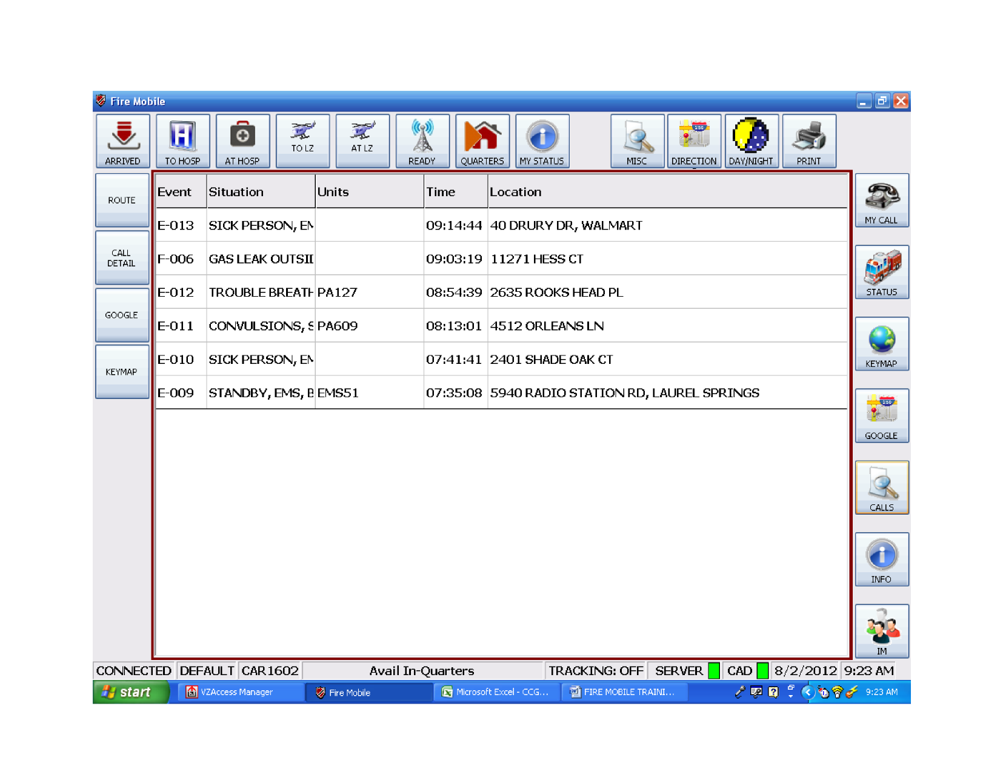 Fire Mobile
ARRIVED TO HOSP AT HOSP TO LZ AT LZ READY QUARTERS MY STATUS MISC DIRECTION DAY/NIGHT PRINT
ROUTE
CALL
DETAIL
GOOGLE
KEYMAP
Event Situation Units Time Location
E-013 SICK PERSON, EM 09:14:44 40 DRURY DR, WALMART
F-006 GAS LEAK OUTSI 09:03:19 11271 HESS CT
E-012 TROUBLE BREATH PA127 08:54:39 2635 ROOKS HEAD PL
E-011 CONVULSIONS, S PA609 08:13:01 4512 ORLEANS LN
E-010 SICK PERSON, EM 07:41:41 2401 SHADE OAK CT
E-009 STANDBY, EMS, B EMS51 07:35:08 5940 RADIO STATION RD, LAUREL SPRINGS
MY CALL
STATUS
KEYMAP
GOOGLE
CALLS
INFO
IM
CONNECTED DEFAULT CAR1602 Avail In-Quarters TRACKING: OFF SERVER CAD 8/2/2012 9:23 AM
start VZAccess Manager Fire Mobile Microsoft Excel - CCG... FIRE MOBILE TRAINI... 9:23 AM